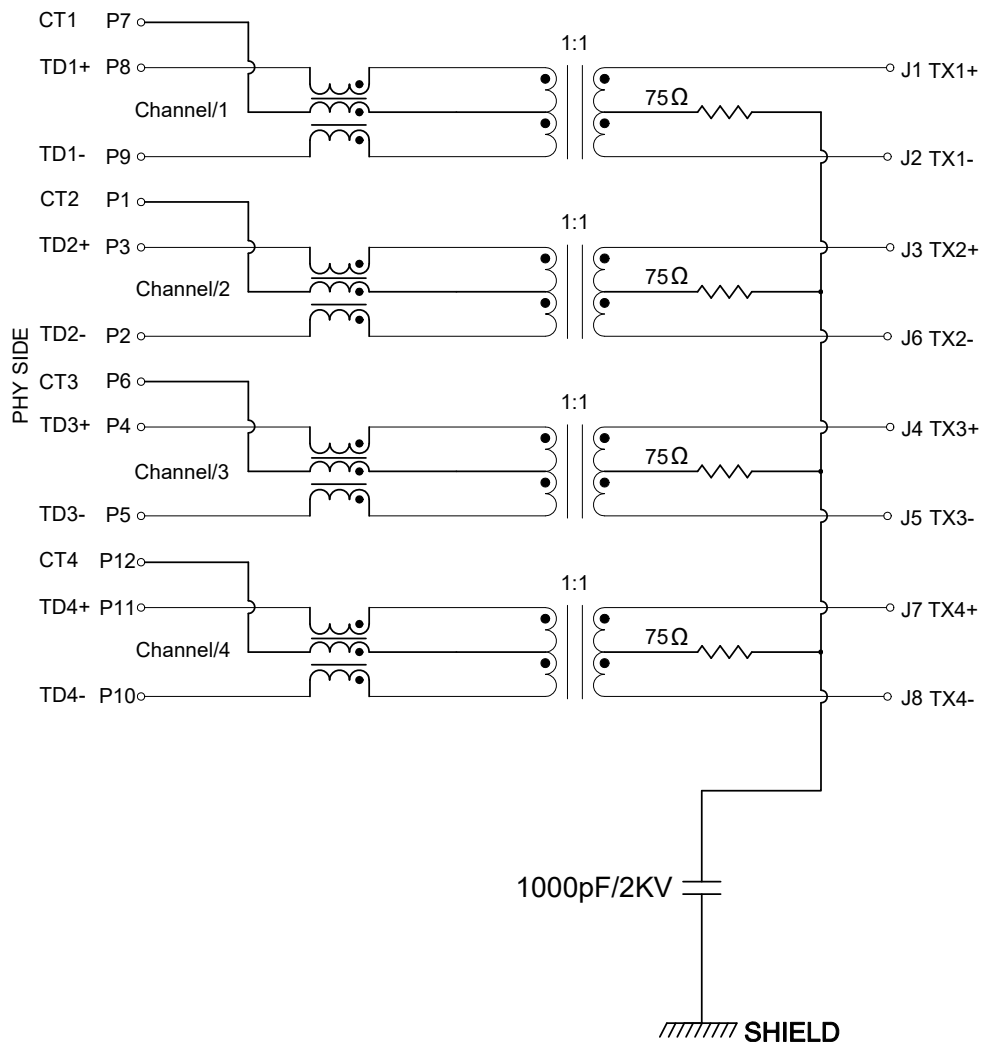 CT1 P7
1:1
TD1+ P8
J1 TX1+
75Ω
Channel/1
TD1- P9
J2 TX1-
CT2 P1
1:1
TD2+ P3
J3 TX2+
75Ω
Channel/2
TD2- P2
J6 TX2-
PHY SIDE
CT3 P6
1:1
TD3+ P4
J4 TX3+
75Ω
Channel/3
TD3- P5
J5 TX3-
CT4 P12
1:1
TD4+ P11
J7 TX4+
75Ω
Channel/4
TD4- P10
J8 TX4-
1000pF/2KV
SHIELD